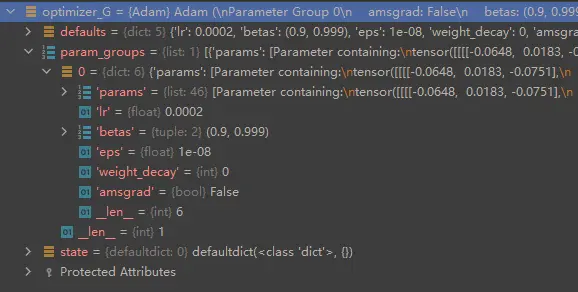 optimizer_G = {Adam} Adam (\nParameter Group 0\n    amsgrad: False\n    betas: (0.9, 0.999)
defaults = {dict: 5} {'lr': 0.0002, 'betas': (0.9, 0.999), 'eps': 1e-08, 'weight_decay': 0, 'amsgra
param_groups = {list: 1} [{'params': [Parameter containing:\ntensor([[[[[-0.0648,  0.0183, -0.0751],
0 = {dict: 6} {'params': [Parameter containing:\ntensor([[[[[-0.0648,  0.0183, -0.0751],\n
'params' = {list: 46} [Parameter containing:\ntensor([[[[[-0.0648,  0.0183, -0.0751],\n
'lr' = {float} 0.0002
'betas' = {tuple: 2} (0.9, 0.999)
'eps' = {float} 1e-08
'weight_decay' = {int} 0
'amsgrad' = {bool} False
__len__ = {int} 6
__len__ = {int} 1
state = {defaultdict: 0} defaultdict(<class 'dict'>, {})
Protected Attributes